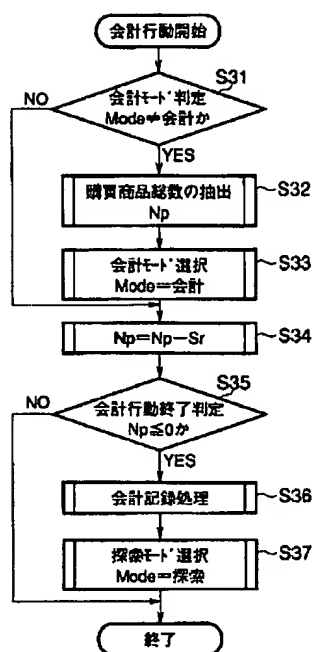 会計行動開始
S31
NO
会計ﾓｰﾄﾞ判定
Mode≠会計か
YES
購買商品総数の抽出
Np
S32
会計ﾓｰﾄﾞ選択
Mode=会計
S33
Np=Np-Sr
S34
S35
NO
会計行動終了判定
Np≦0か
YES
会計記録処理
S36
探索ﾓｰﾄﾞ選択
Mode=探索
S37
終了